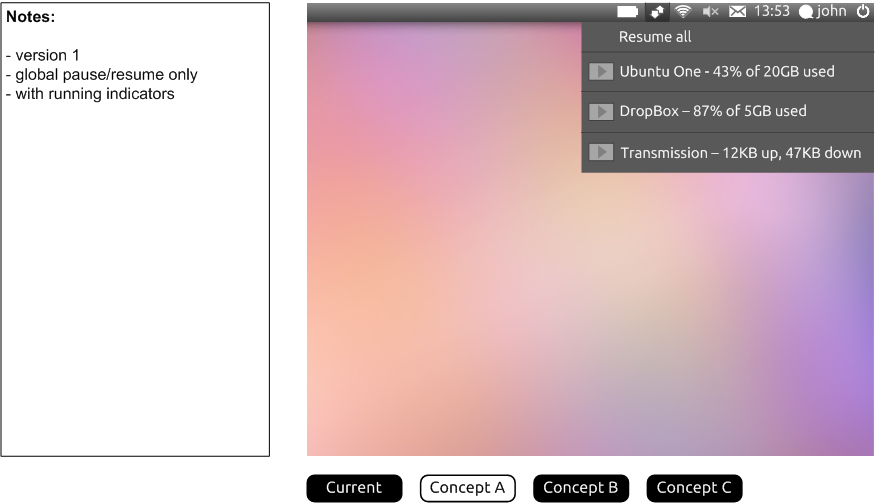 Notes:
- version 1
- global pause/resume only
- with running indicators
13:53 john
Resume all
Ubuntu One - 43% of 20GB used
DropBox – 87% of 5GB used
Transmission – 12KB up, 47KB down
Current
Concept A
Concept B
Concept C